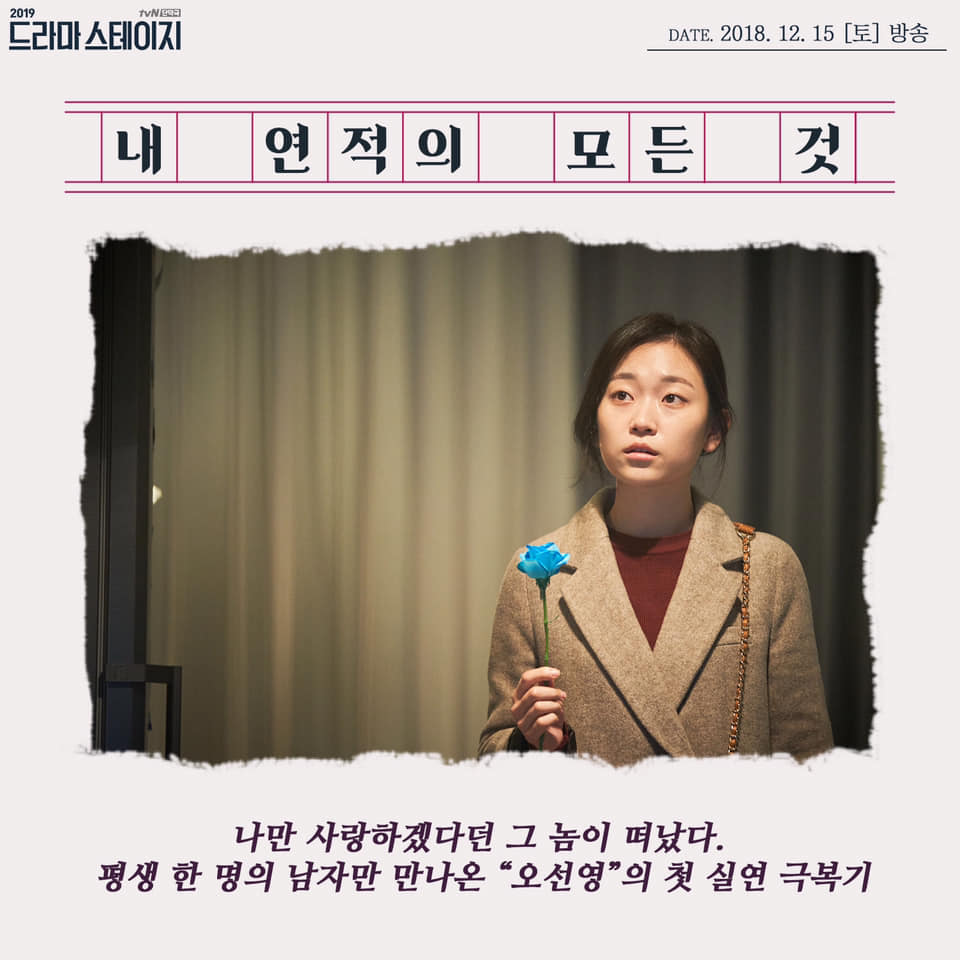 2019 tvN
드라마 스테이지
DATE. 2018. 12. 15 [토] 방송
내 연적의 모든 것
나만 사랑하겠다던 그 놈이 떠났다.
평생 한 명의 남자만 만나온 “오선영”의 첫 실연 극복기